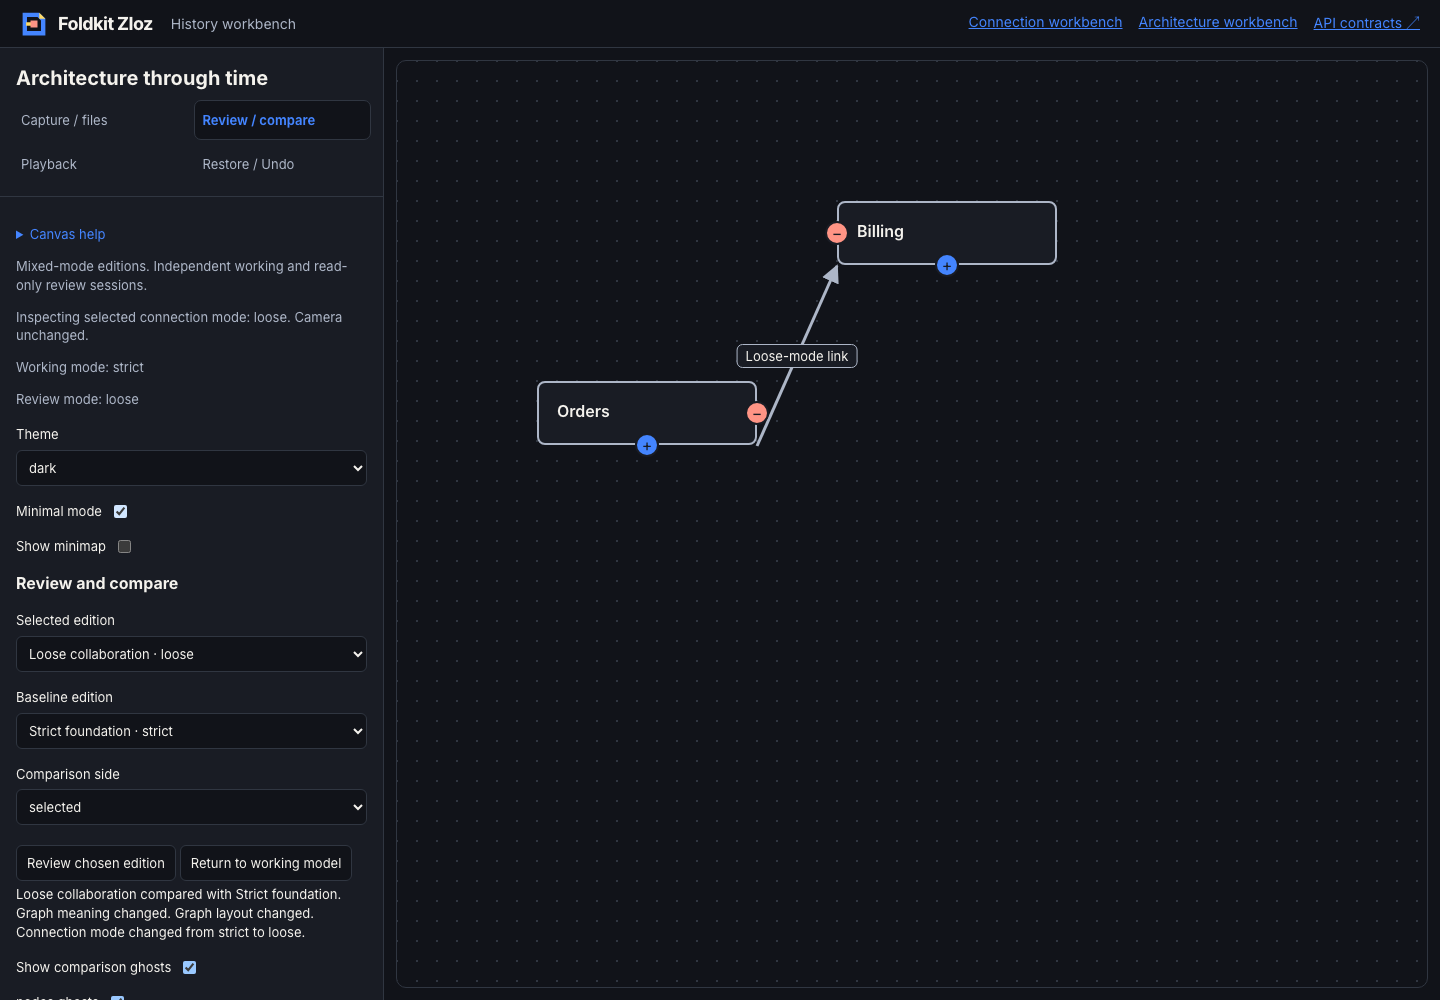 Foldkit Zloz
History workbench
Connection workbench
Architecture workbench
API contracts ↗
Architecture through time
Capture / files
Review / compare
Playback
Restore / Undo
Canvas help
Mixed-mode editions. Independent working and read-
only review sessions.
Inspecting selected connection mode: loose. Camera
unchanged.
Working mode: strict
Review mode: loose
Theme
dark
Minimal mode
Show minimap
Review and compare
Selected edition
Loose collaboration · loose
Baseline edition
Strict foundation · strict
Comparison side
selected
Review chosen edition
Return to working model
Loose collaboration compared with Strict foundation.
Graph meaning changed. Graph layout changed.
Connection mode changed from strict to loose.
Show comparison ghosts
nodes ghosts
Billing
Loose-mode link
Orders